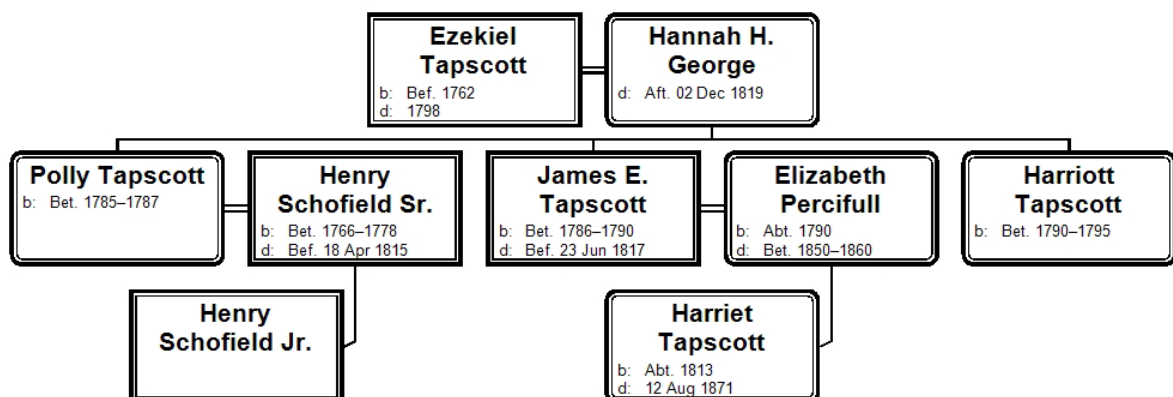 Ezekiel
Tapscott
b: Bef. 1762
d: 1798
Hannah H.
George
d: Aft. 02 Dec 1819
Polly Tapscott
b: Bet. 1785–1787
Henry
Schofield Sr.
b: Bet. 1766–1778
d: Bef. 18 Apr 1815
James E.
Tapscott
b: Bet. 1786–1790
d: Bef. 23 Jun 1817
Elizabeth
Percifull
b: Abt. 1790
d: Bet. 1850–1860
Harriott
Tapscott
b: Bet. 1790–1795
Henry
Schofield Jr.
Harriet
Tapscott
b: Abt. 1813
d: 12 Aug 1871